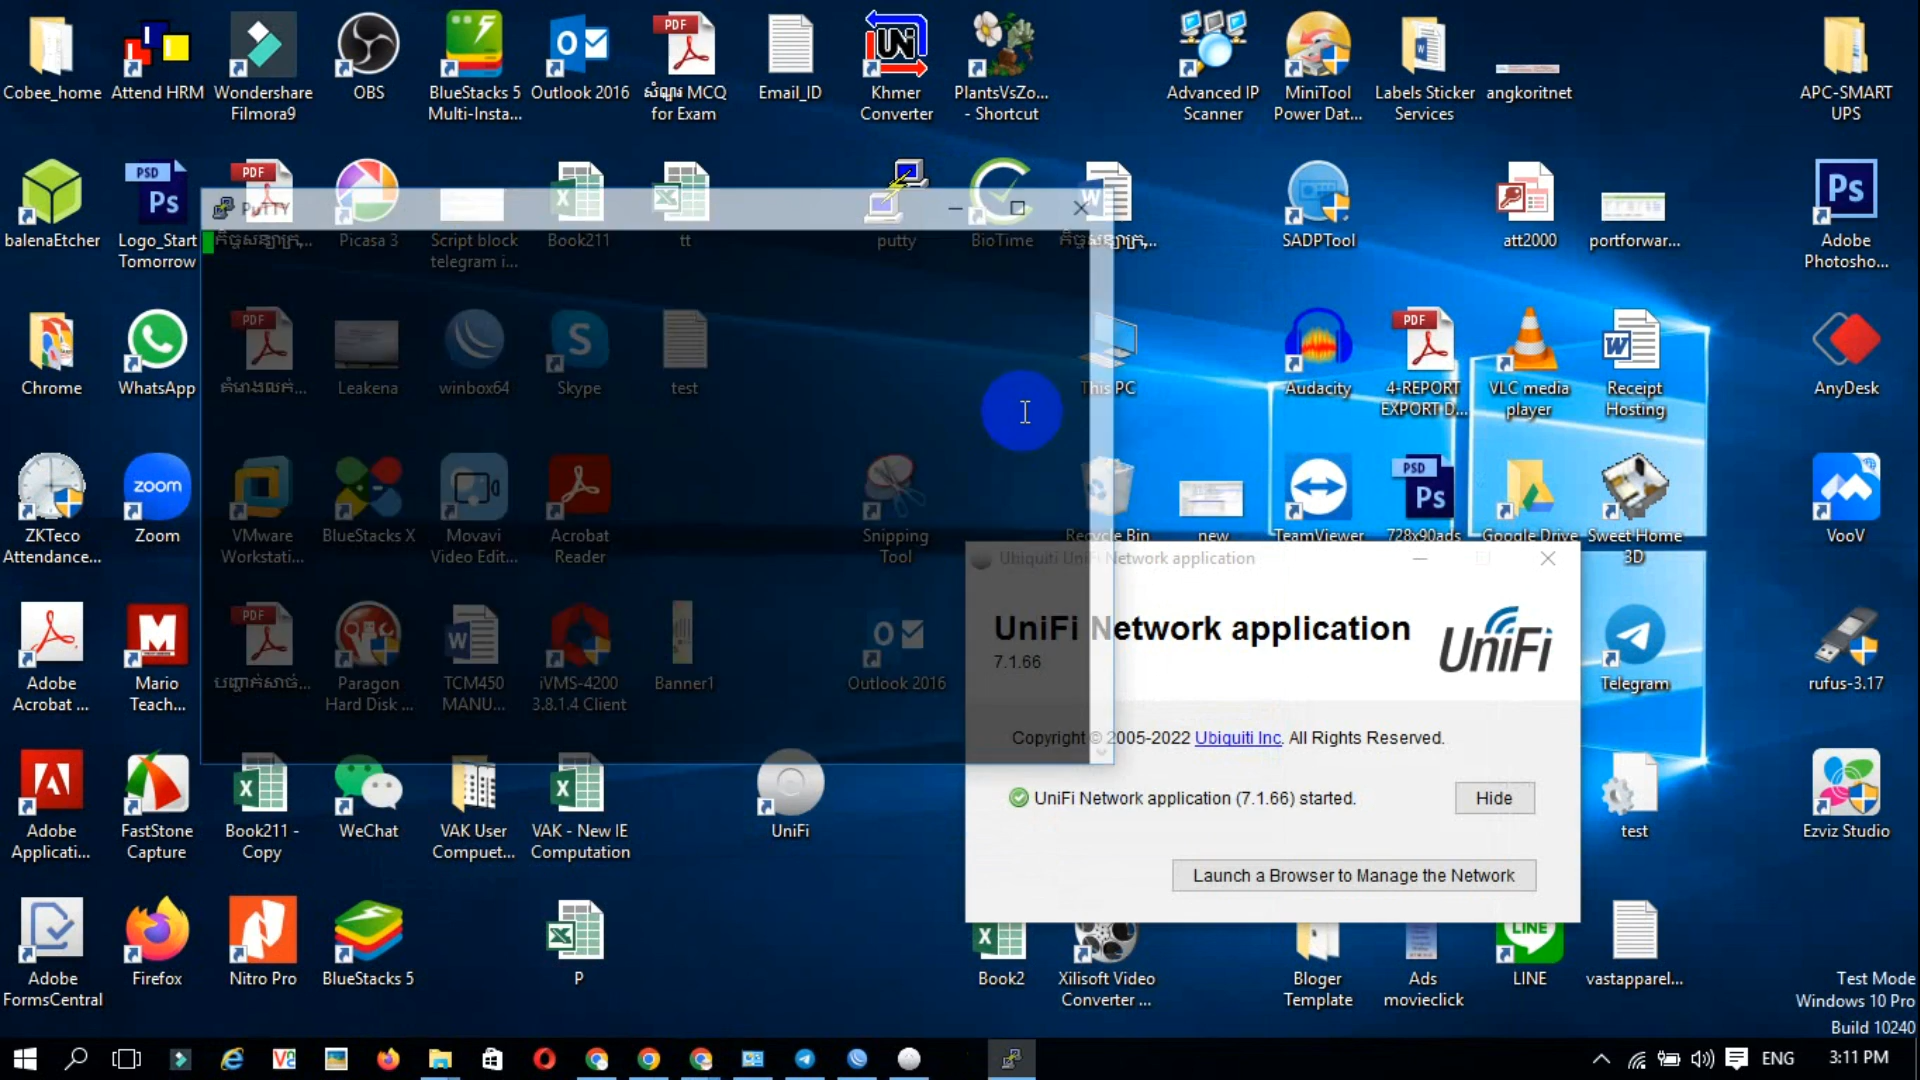 Cobee_home
Attend HRM
Wondershare
Filmora9
OBS
BlueStacks 5
Multi-Insta...
Outlook 2016
សំណួរ MCQ
for Exam
Email_ID
Khmer
Converter
PlantsVsZo...
- Shortcut
Advanced IP
Scanner
MiniTool
Power Dat...
Labels Sticker
Services
angkoritnet
APC-SMART
UPS
balenaEtcher
Logo_Start
Tomorrow
PuTTY
Picasa 3
Script block
telegram i...
Book211
tt
putty
BioTime
SADPTool
att2000
portforwar...
Adobe
Photosho...
Chrome
WhatsApp
Leakena
winbox64
Skype
test
This PC
Audacity
4-REPORT
EXPORT D...
VLC media
player
Receipt
Hosting
AnyDesk
ZKTeco
Attendance...
Zoom
VMware
Workstati...
BlueStacks X
Movavi
Video Edit...
Acrobat
Reader
Snipping
Tool
Recycle Bin
new
TeamViewer
728x90ads
Google Drive
Sweet Home
3D
VooV
Ubiquiti UniFi Network application
UniFi Network application
7.1.66
UniFi
Copyright © 2005-2022 Ubiquiti Inc. All Rights Reserved.
UniFi Network application (7.1.66) started.
Hide
Launch a Browser to Manage the Network
Adobe
Acrobat ...
Mario
Teach...
Paragon
Hard Disk ...
TCM450
MANU...
iVMS-4200
3.8.1.4 Client
Banner1
Outlook 2016
Telegram
rufus-3.17
Adobe
Applicati...
FastStone
Capture
Book211 -
Copy
WeChat
VAK User
Compuet...
VAK - New IE
Computation
UniFi
test
Ezviz Studio
Adobe
FormsCentral
Firefox
Nitro Pro
BlueStacks 5
P
Book2
Xilisoft Video
Converter ...
Bloger
Template
Ads
movieclick
LINE
vastapparel...
Test Mode
Windows 10 Pro
Build 10240
ENG
3:11 PM